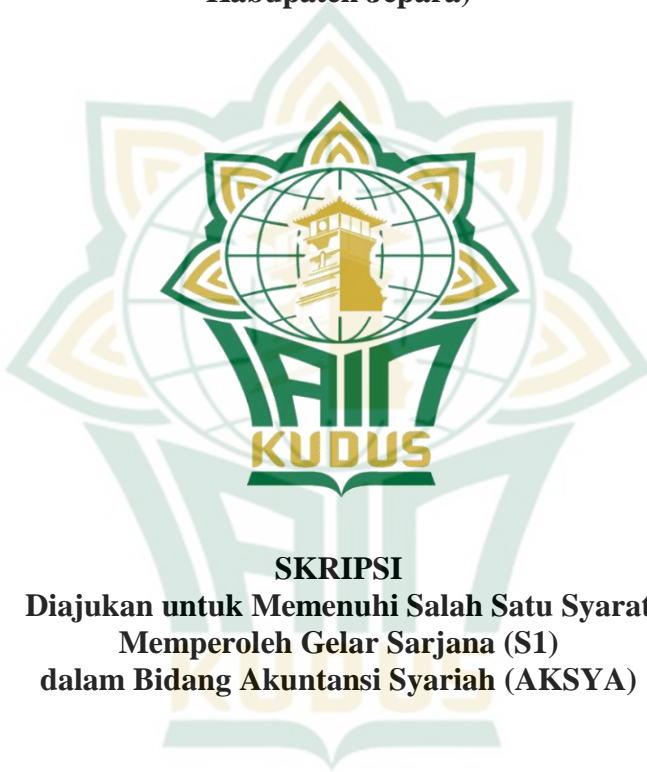 Kabupaten Jepara)
IAIN
KUDUS
SKRIPSI
Diajukan untuk Memenuhi Salah Satu Syarat
Memperoleh Gelar Sarjana (S1)
dalam Bidang Akuntansi Syariah (AKSYA)